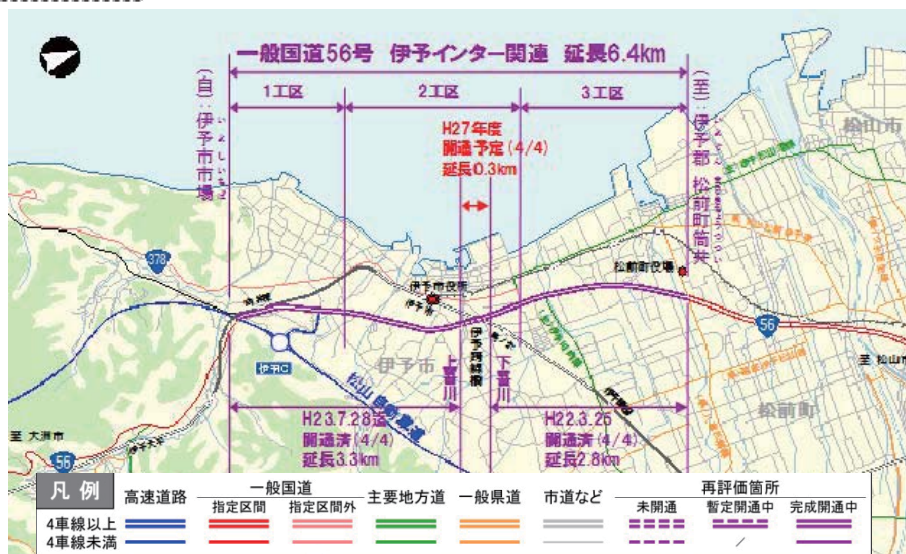 一般国道56号 伊予インター関連 延長6.4km
(自):伊予市市場
1工区
2工区
3工区
(至):伊予郡松前町筒井
H27年度
開通予定(4/4)
延長0.3km
松山市
378
伊予市役所
伊予市
松前町役場
56
至 松山市
伊予市
松前町
伊予IC
松山自動車道
上吾川
下吾川
至 大洲市
56
H23.7.28迄
開通済(4/4)
延長3.3km
H22.3.25
開通済(4/4)
延長2.8km
凡例
高速道路
一般国道
指定区間
指定区間外
主要地方道
一般県道
市道など
再評価箇所
未開通
暫定開通中
完成開通中
4車線以上
4車線未満